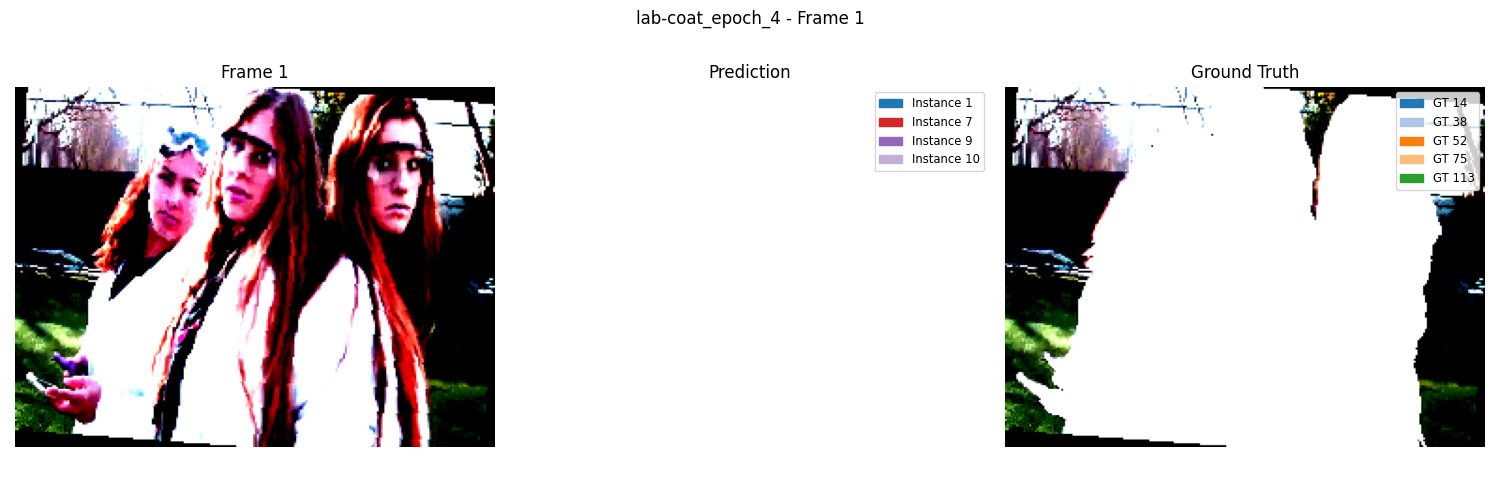 lab-coat_epoch_4 - Frame 1
Frame 1
Prediction
Ground Truth
Instance 1
Instance 7
Instance 9
Instance 10
GT 14
GT 38
GT 52
GT 75
GT 113